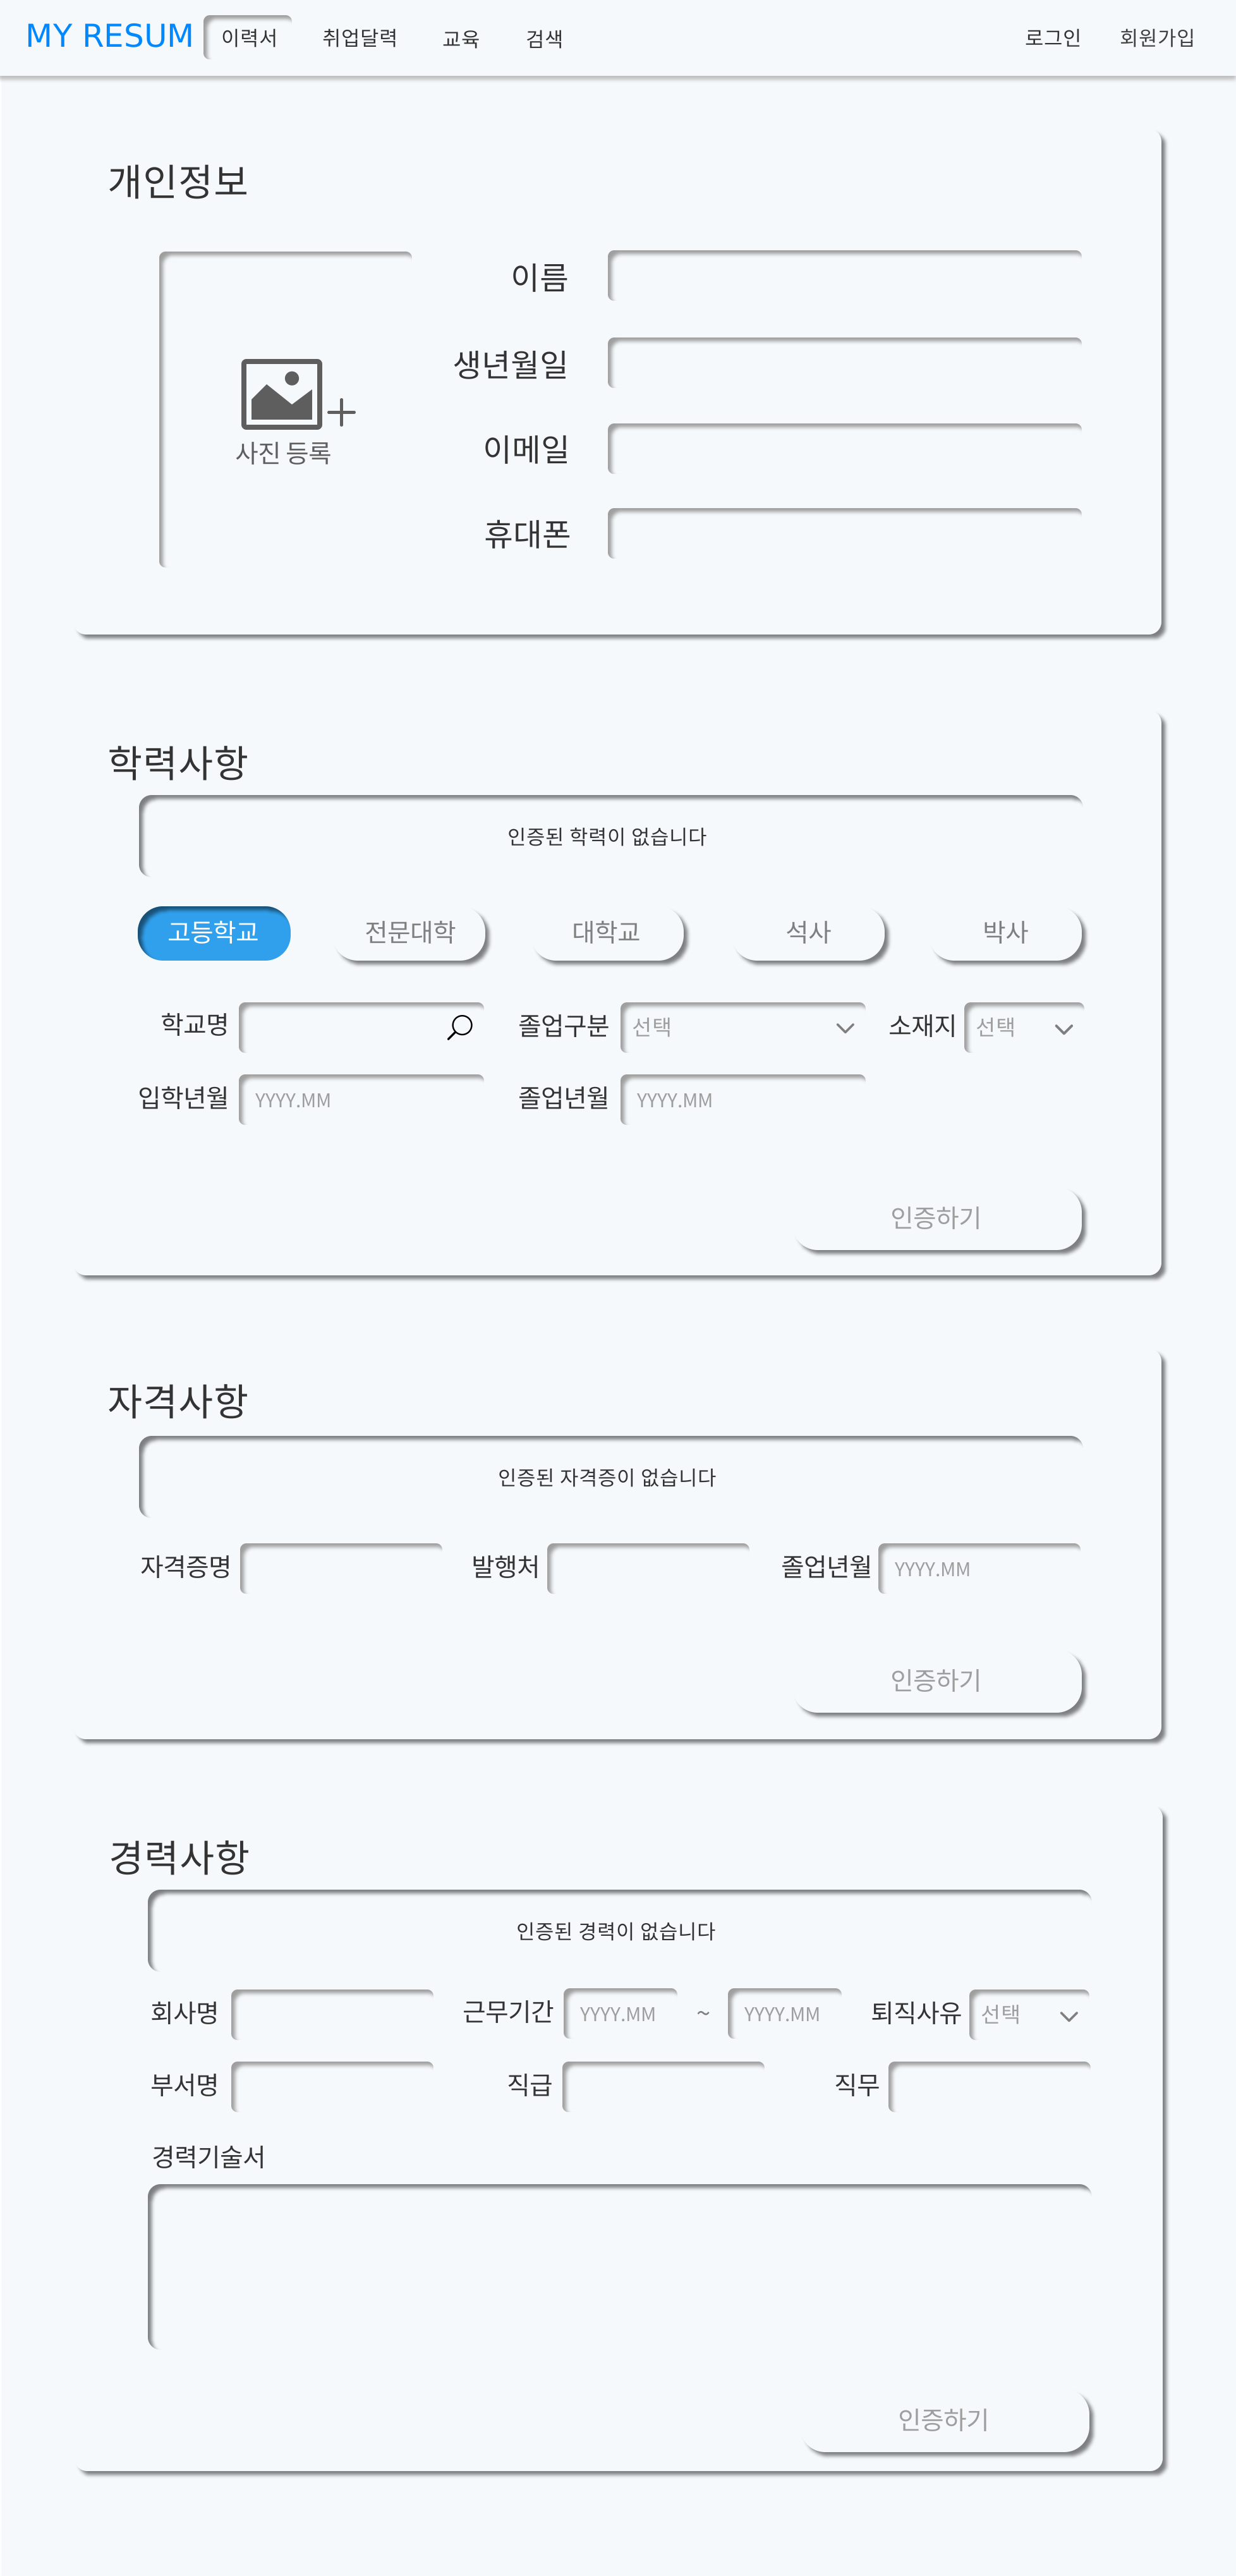 MY RESUM 이력서 취업달력 교육 검색 로그인 회원가입
개인정보
이름
생년월일
사진 등록
이메일
휴대폰
학력사항
인증된 학력이 없습니다
고등학교 전문대학 대학교 석사 박사
학교명 졸업구분 선택 소재지 선택
입학년월 YYYY.MM 졸업년월 YYYY.MM
인증하기
자격사항
인증된 자격증이 없습니다
자격증명 발행처 졸업년월 YYYY.MM
인증하기
경력사항
인증된 경력이 없습니다
회사명 근무기간 YYYY.MM ~ YYYY.MM 퇴직사유 선택
부서명 직급 직무
경력기술서
인증하기